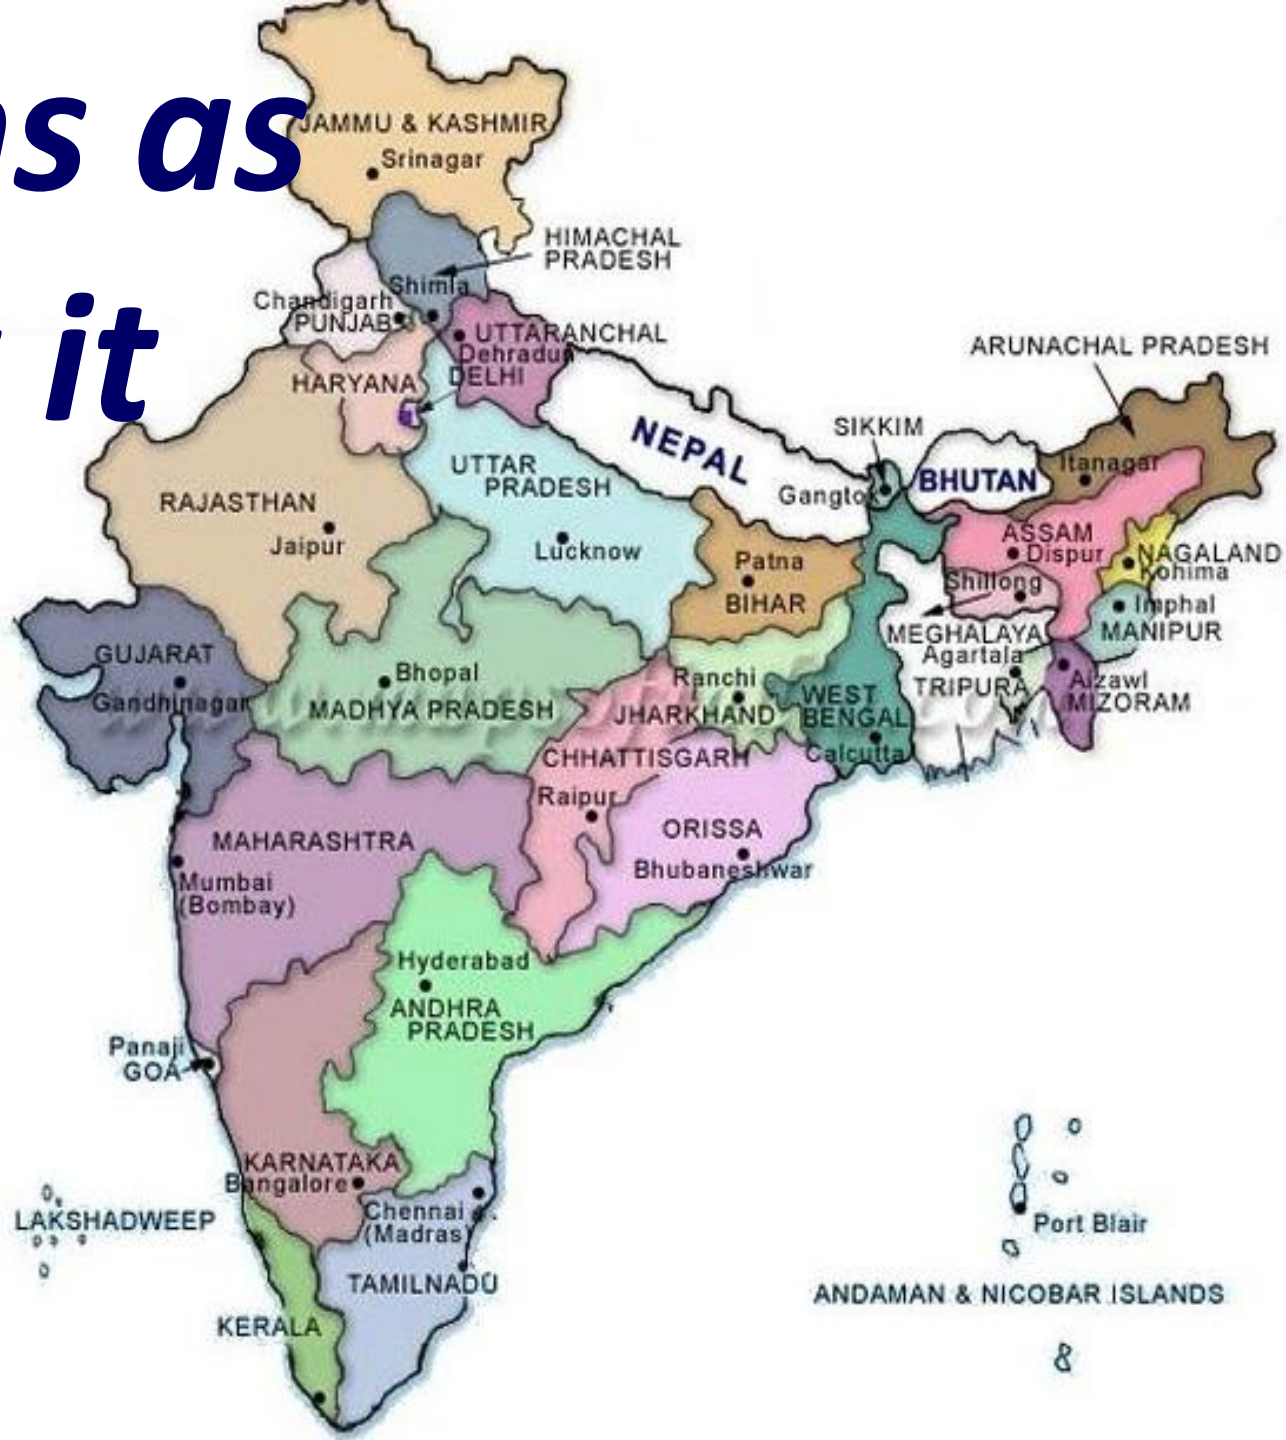 as
JAMMU & KASHMIR
Srinagar
it
HIMACHAL
PRADESH
Shimla
Chandigarh
PUNJAB
UTTARANCHAL
Dehradun
DELHI
HARYANA
ARUNACHAL PRADESH
NEPAL
SIKKIM
BHUTAN
Itanagar
Gangtok
UTTAR
PRADESH
RAJASTHAN
Jaipur
Lucknow
Patna
BIHAR
ASSAM
Dispur
NAGALAND
Kohima
Shillong
Imphal
MANIPUR
MEGHALAYA
Agartala
TRIPURA
Aizawl
MIZORAM
GUJARAT
Gandhinagar
Bhopal
MADHYA PRADESH
Ranchi
JHARKHAND
WEST
BENGAL
Calcutta
CHHATTISGARH
Raipur
ORISSA
Bhubaneshwar
MAHARASHTRA
Mumbai
(Bombay)
Hyderabad
ANDHRA
PRADESH
Panaji
GOA
KARNATAKA
Bangalore
Chennai
(Madras)
TAMILNADU
KERALA
LAKSHADWEEP
Port Blair
ANDAMAN & NICOBAR ISLANDS